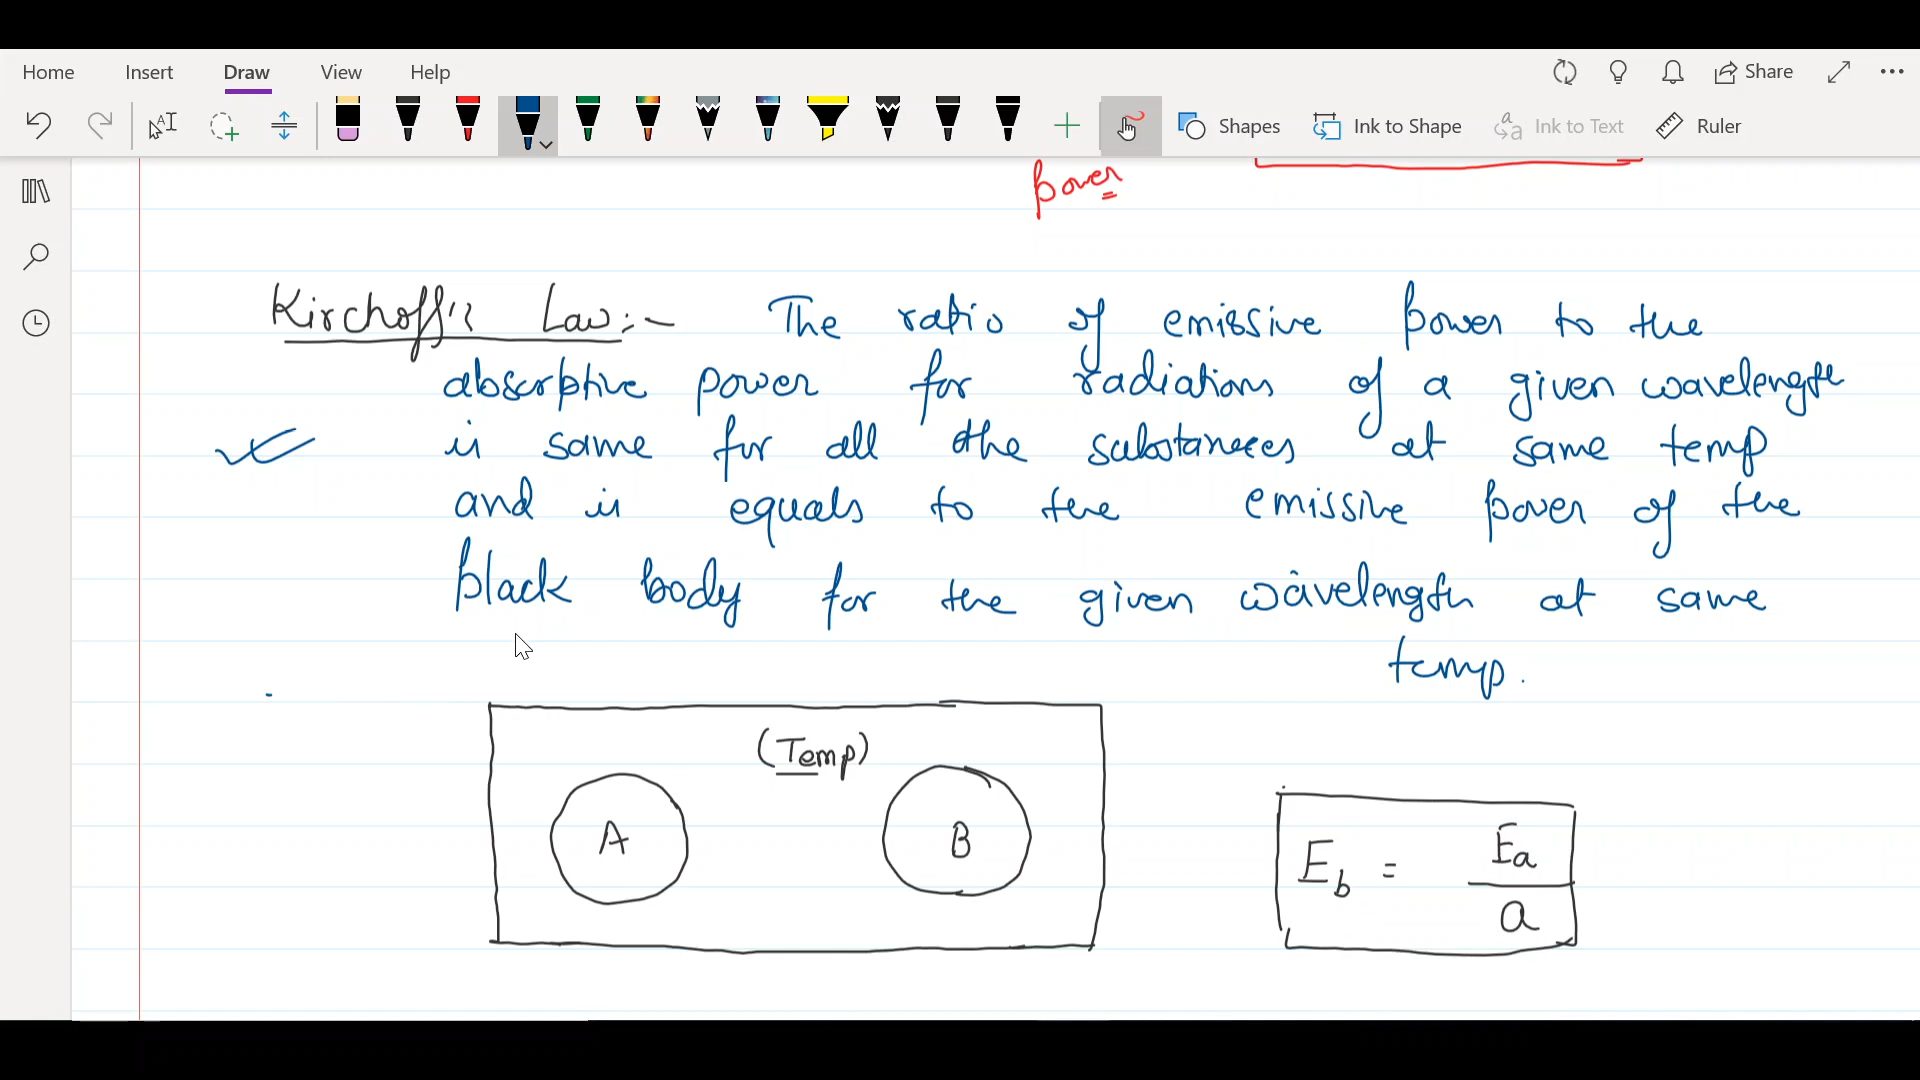 Home Insert Draw View Help Share
Shapes Ink to Shape Ink to Text Ruler
power
Kirchoff's Law:- The ratio of emissive power to the
absorptive power for radiations of a given wavelength
is same for all the substances at same temp
and is equals to the emissive power of the
black body for the given wavelength at same
temp.
(Temp)
A B
E_b = E_a
a